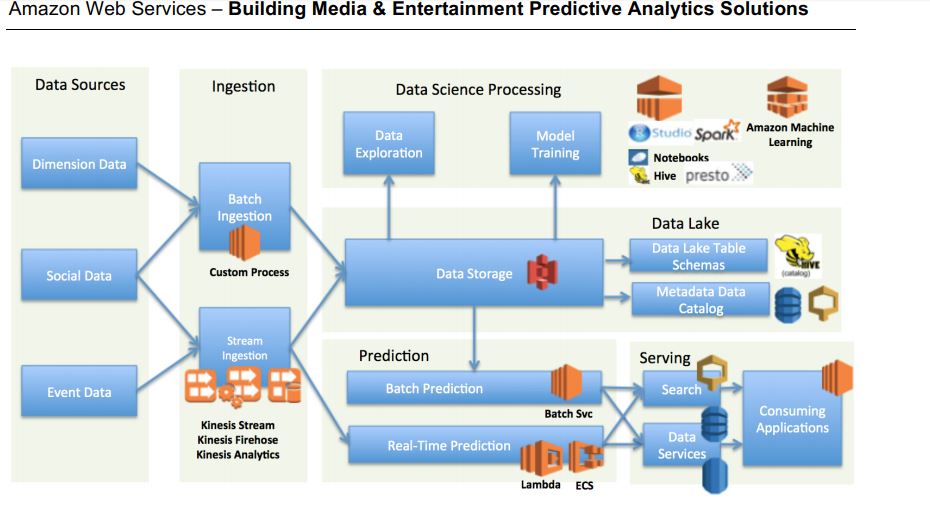 Amazon Web Services – Building Media & Entertainment Predictive Analytics Solutions
Data Sources
Dimension Data
Social Data
Event Data
Ingestion
Batch
Ingestion
Custom Process
Stream
Ingestion
Kinesis Stream
Kinesis Firehose
Kinesis Analytics
Data Science Processing
Data
Exploration
Model
Training
R Studio Spark
Notebooks
Hive presto
Amazon Machine
Learning
Data Lake
Data Storage
Data Lake Table
Schemas
HIVE
(catalog)
Metadata Data
Catalog
Prediction
Batch Prediction
Batch Svc
Real-Time Prediction
Lambda ECS
Serving
Search
Data
Services
Consuming
Applications